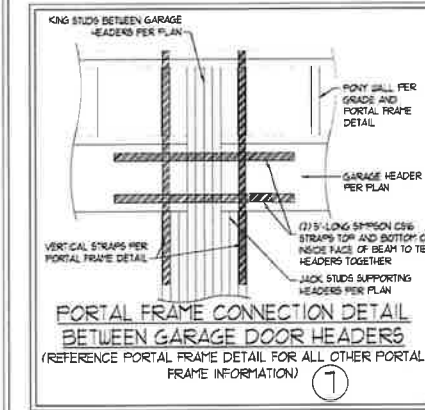 KING STUDS BETWEEN GARAGE
HEADERS PER PLAN
PONY WALL PER
GRADE AND
PORTAL FRAME
DETAIL
GARAGE HEADER
PER PLAN
(2) 5'-LONG SIMPSON CS16
STRAPS TOP AND BOTTOM O
INSIDE FACE OF BEAM TO TIE
HEADERS TOGETHER
VERTICAL STRAPS PER
PORTAL FRAME DETAIL
JACK STUDS SUPPORTING
HEADERS PER PLAN
PORTAL FRAME CONNECTION DETAIL
BETWEEN GARAGE DOOR HEADERS
(REFERENCE PORTAL FRAME DETAIL FOR ALL OTHER PORTAL
FRAME INFORMATION)
7